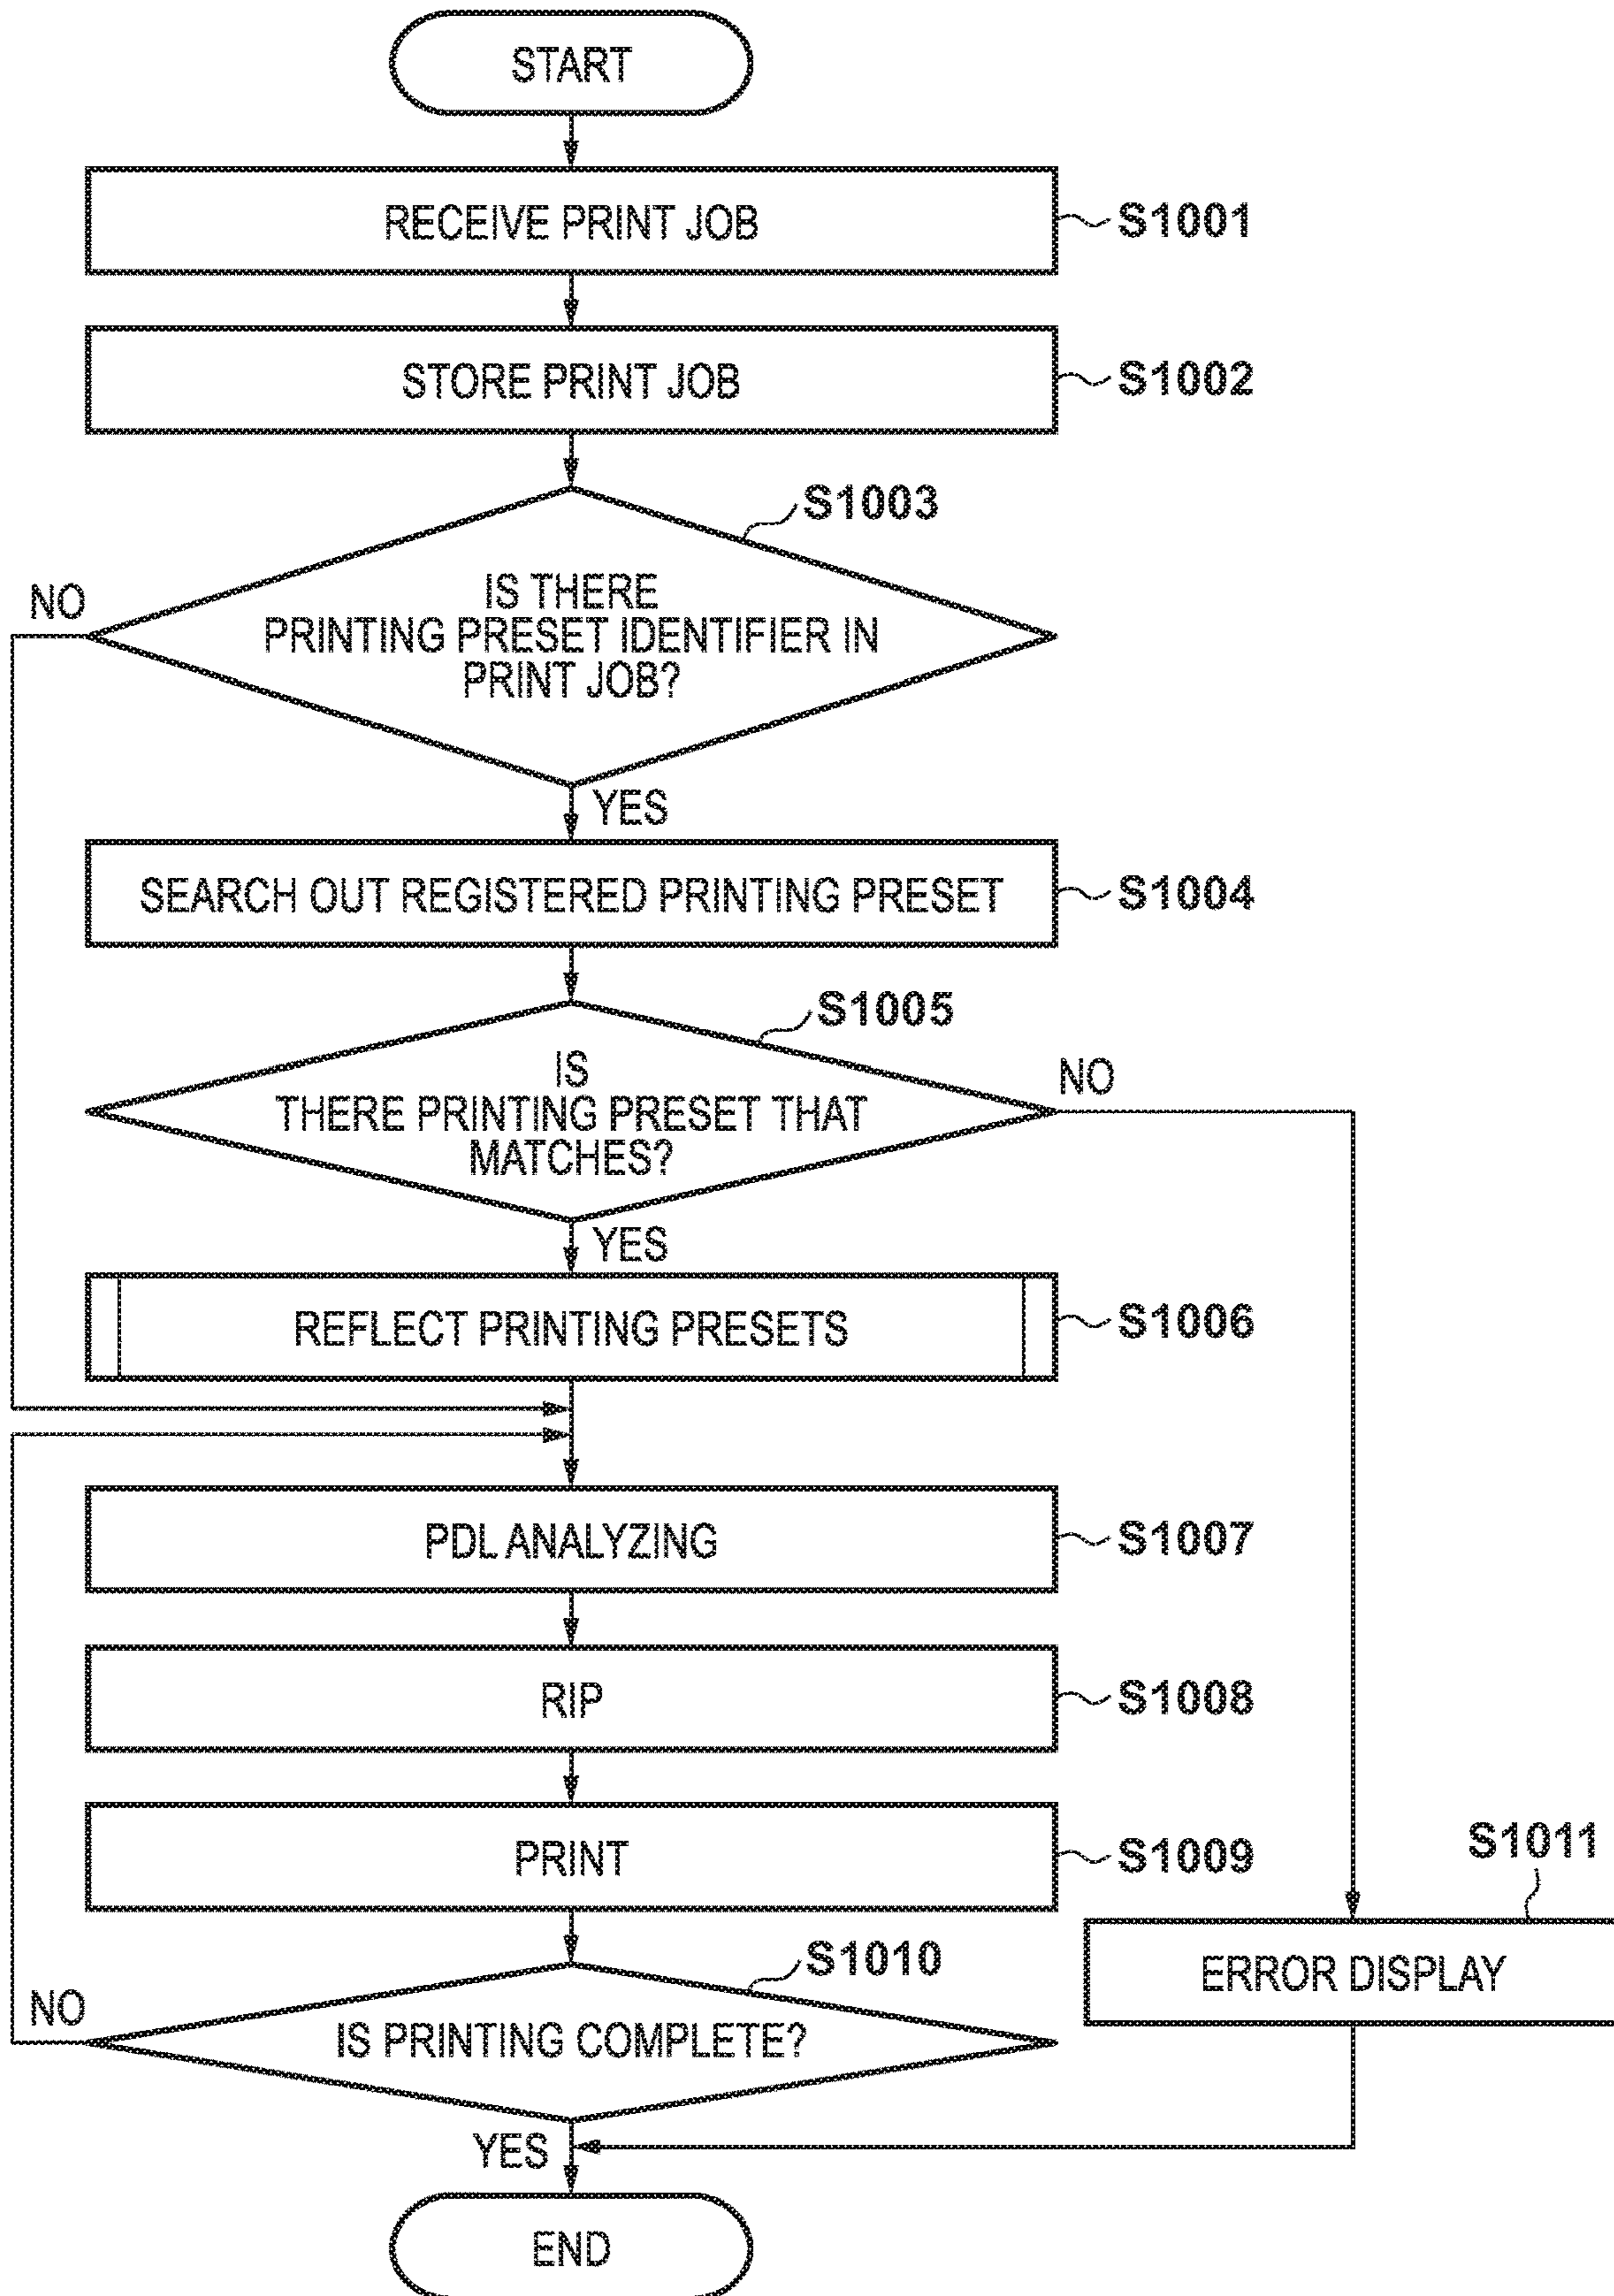 START
RECEIVE PRINT JOB
S1001
STORE PRINT JOB
S1002
S1003
IS THERE
PRINTING PRESET IDENTIFIER IN
PRINT JOB?
NO
YES
SEARCH OUT REGISTERED PRINTING PRESET
S1004
S1005
IS
THERE PRINTING PRESET THAT
MATCHES?
NO
YES
REFLECT PRINTING PRESETS
S1006
PDL ANALYZING
S1007
RIP
S1008
PRINT
S1009
S1011
ERROR DISPLAY
S1010
IS PRINTING COMPLETE?
NO
YES
END